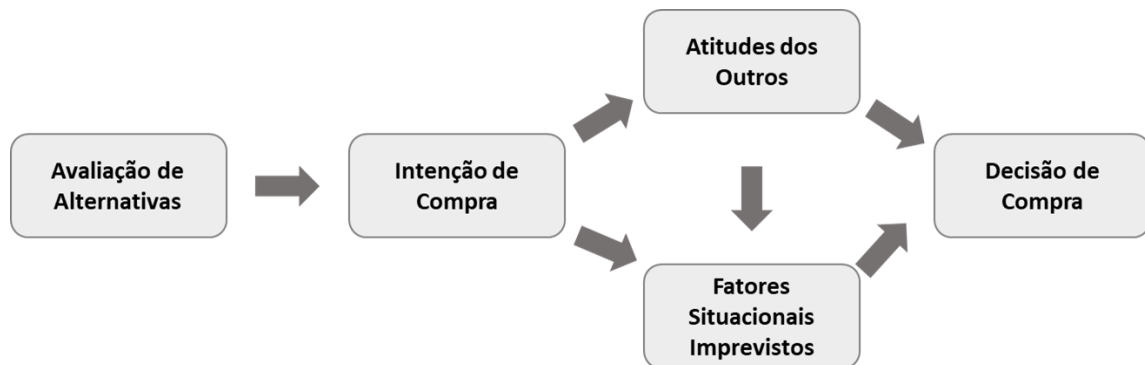 Avaliação de
Alternativas
Intenção de
Compra
Atitudes dos
Outros
Fatores
Situacionais
Imprevistos
Decisão de
Compra